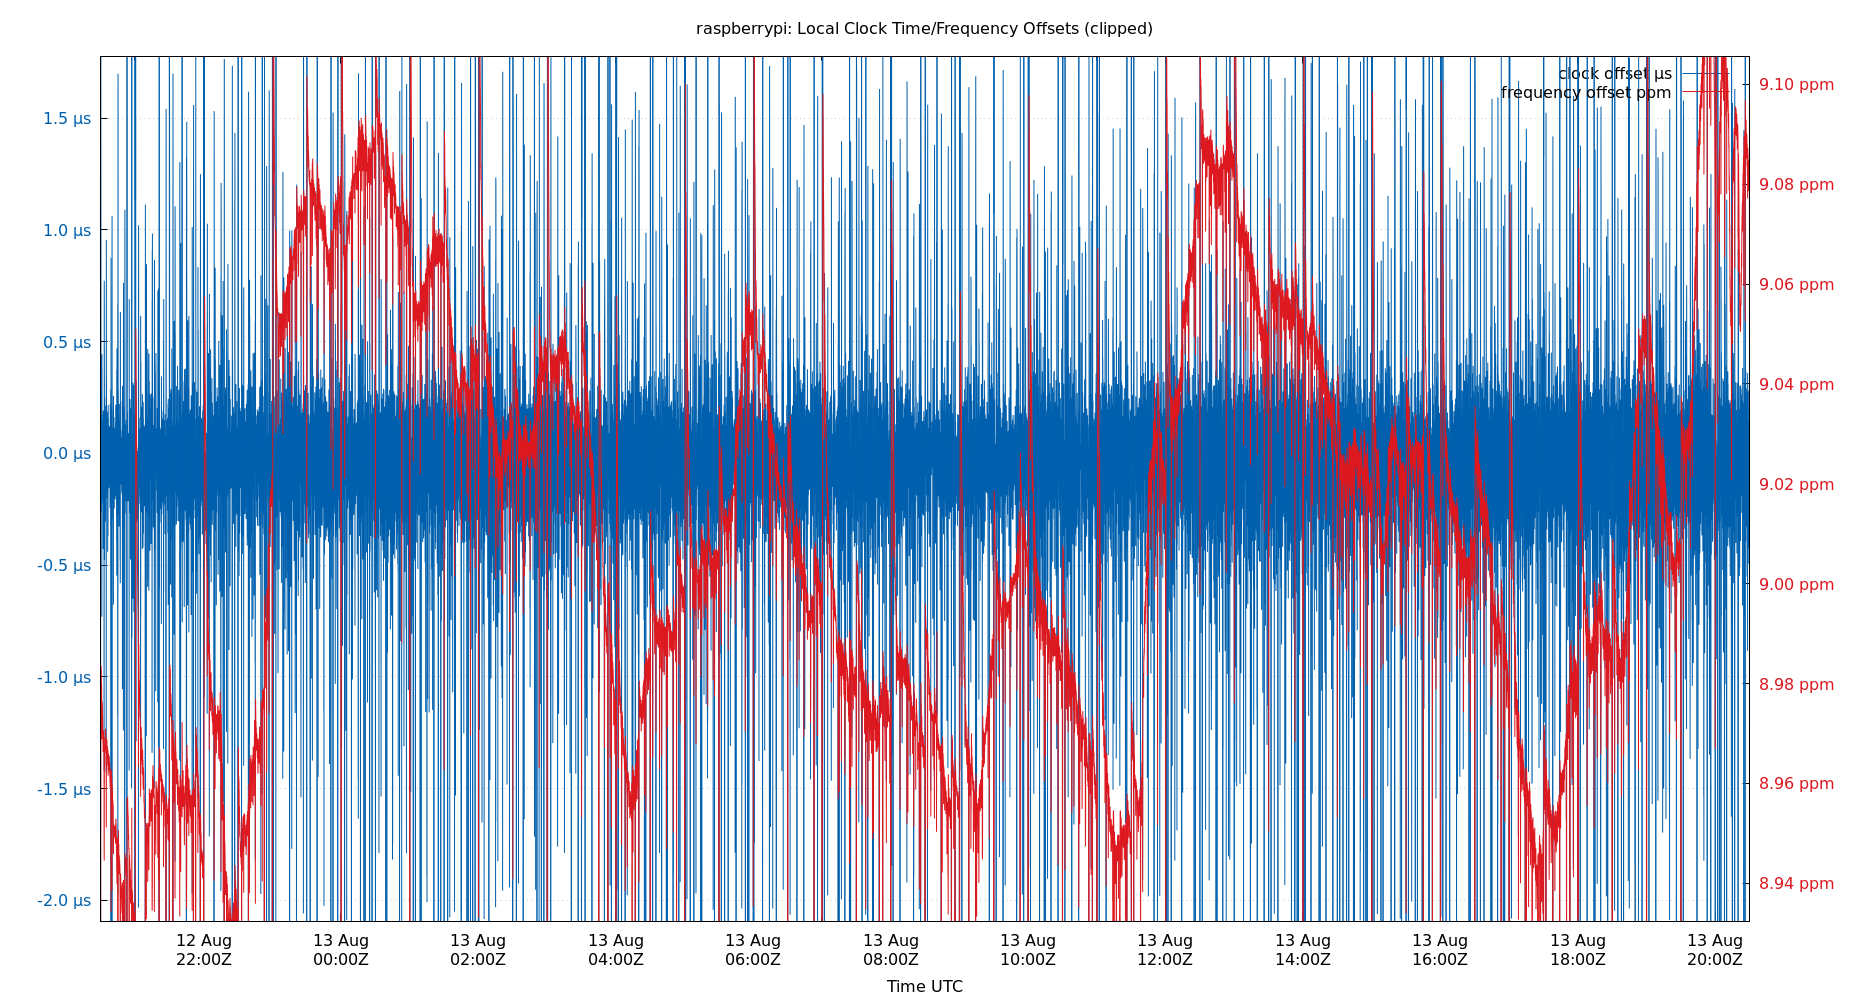 raspberrypi: Local Clock Time/Frequency Offsets (clipped)
clock offset µs
frequency offset ppm
1.5 µs
1.0 µs
0.5 µs
0.0 µs
-0.5 µs
-1.0 µs
-1.5 µs
-2.0 µs
9.10 ppm
9.08 ppm
9.06 ppm
9.04 ppm
9.02 ppm
9.00 ppm
8.98 ppm
8.96 ppm
8.94 ppm
12 Aug 13 Aug 13 Aug 13 Aug 13 Aug 13 Aug 13 Aug 13 Aug 13 Aug 13 Aug 13 Aug 13 Aug
22:00Z 00:00Z 02:00Z 04:00Z 06:00Z 08:00Z 10:00Z 12:00Z 14:00Z 16:00Z 18:00Z 20:00Z
Time UTC